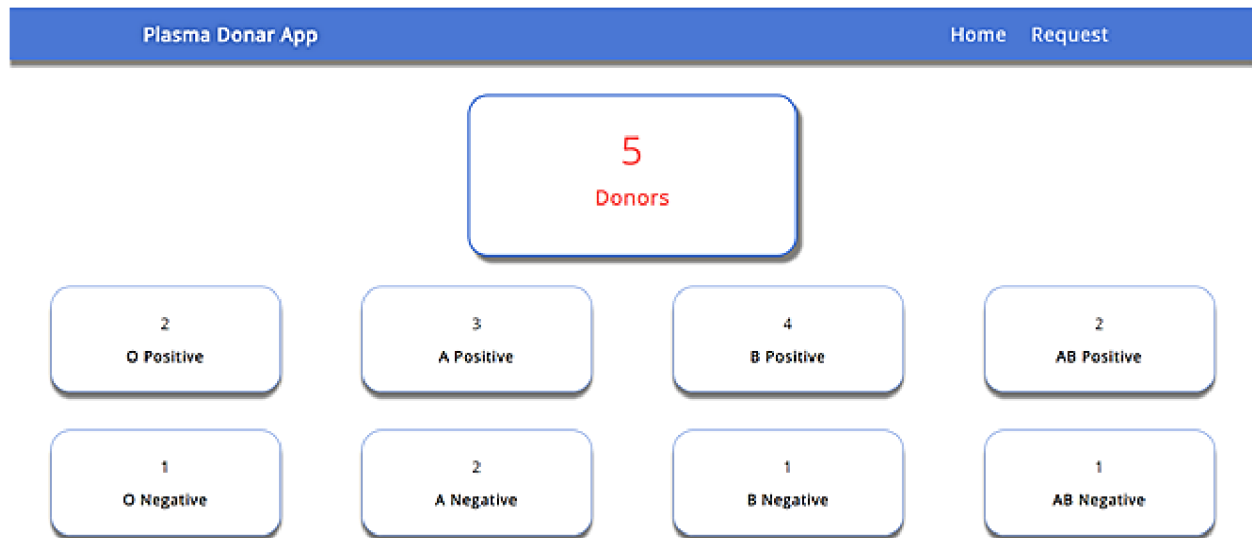 Plasma Donar App Home Request
5
Donors
2 3 4 2
O Positive A Positive B Positive AB Positive
1 2 1 1
O Negative A Negative B Negative AB Negative